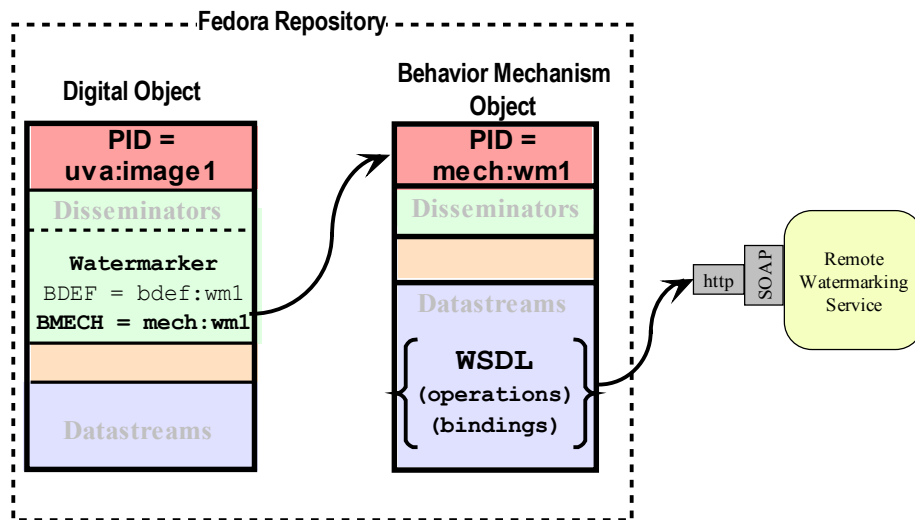 Fedora Repository
Digital Object
PID =
uva:image1
Disseminators
Watermarker
BDEF = bdef:wm1
BMECH = mech:wm1
Datastreams
Behavior Mechanism
Object
PID =
mech:wm1
Disseminators
Datastreams
WSDL
(operations)
(bindings)
http
SOAP
Remote
Watermarking
Service